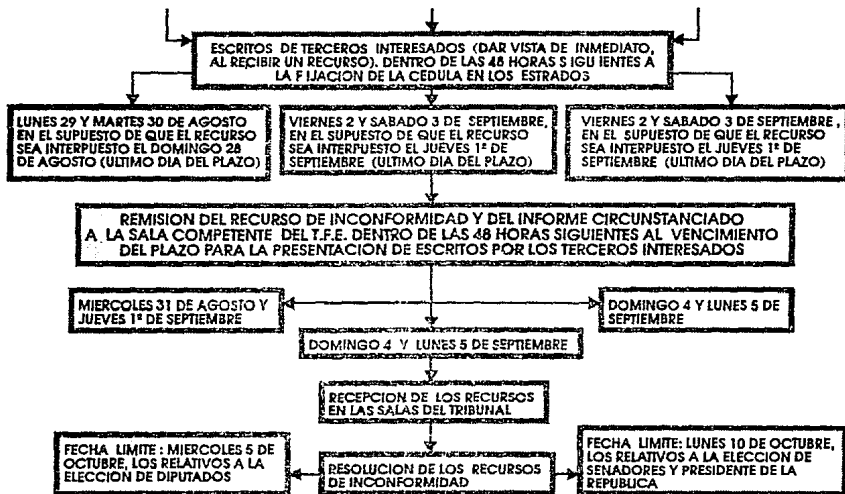 ESCRITOS DE TERCEROS INTERESADOS (DAR VISTA DE INMEDIATO,
AL RECIBIR UN RECURSO). DENTRO DE LAS 48 HORAS SIGUIENTES A
LA FIJACION DE LA CEDULA EN LOS ESTRADOS
LUNES 29 Y MARTES 30 DE AGOSTO
EN EL SUPUESTO DE QUE EL RECURSO
SEA INTERPUESTO EL DOMINGO 28
DE AGOSTO (ULTIMO DIA DEL PLAZO)
VIERNES 2 Y SABADO 3 DE SEPTIEMBRE,
EN EL SUPUESTO DE QUE EL RECURSO
SEA INTERPUESTO EL JUEVES 1º DE
SEPTIEMBRE (ULTIMO DIA DEL PLAZO)
VIERNES 2 Y SABADO 3 DE SEPTIEMBRE,
EN EL SUPUESTO DE QUE EL RECURSO
SEA INTERPUESTO EL JUEVES 1º DE
SEPTIEMBRE (ULTIMO DIA DEL PLAZO)
REMISION DEL RECURSO DE INCONFORMIDAD Y DEL INFORME CIRCUNSTANCIADO
A LA SALA COMPETENTE DEL T.F.E. DENTRO DE LAS 48 HORAS SIGUIENTES AL VENCIMIENTO
DEL PLAZO PARA LA PRESENTACION DE ESCRITOS POR LOS TERCEROS INTERESADOS
MIERCOLES 31 DE AGOSTO Y
JUEVES 1º DE SEPTIEMBRE
DOMINGO 4 Y LUNES 5 DE
SEPTIEMBRE
DOMINGO 4 Y LUNES 5 DE SEPTIEMBRE
RECEPCION DE LOS RECURSOS
EN LAS SALAS DEL TRIBUNAL
FECHA LIMITE : MIERCOLES 5 DE
OCTUBRE, LOS RELATIVOS A LA
ELECCION DE DIPUTADOS
RESOLUCION DE LOS RECURSOS
DE INCONFORMIDAD
FECHA LIMITE: LUNES 10 DE OCTUBRE,
LOS RELATIVOS A LA ELECCION DE
SENADORES Y PRESIDENTE DE LA
REPUBLICA